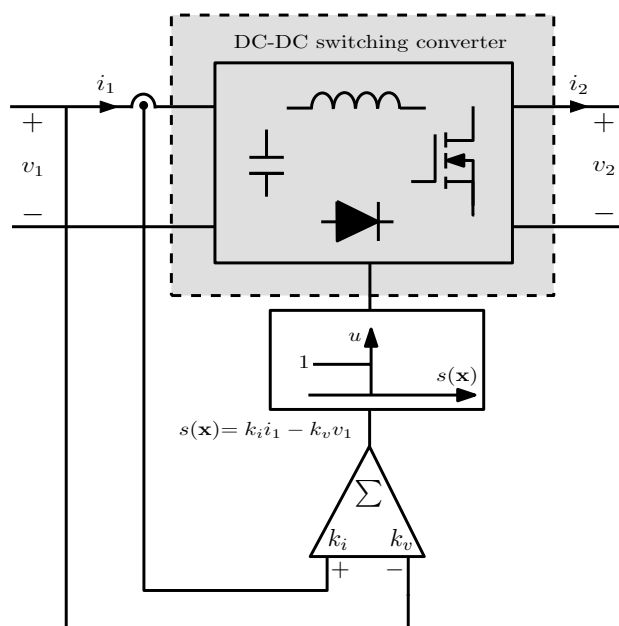 DC-DC switching converter
i₁
i₂
+
+
v₁
v₂
−
−
u
1
s(𝐱)
s(𝐱)= kᵢi₁ − kᵥv₁
∑
kᵢ
kᵥ
+
−